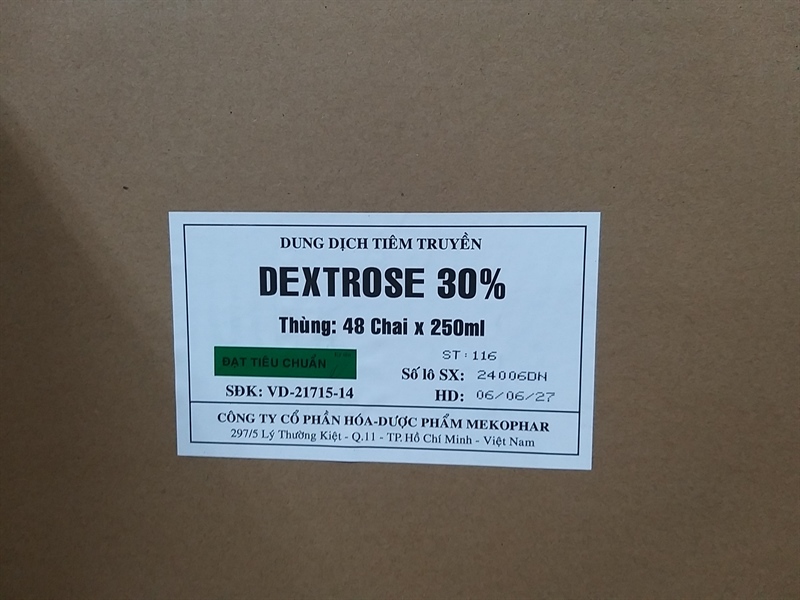 DUNG DỊCH TIÊM TRUYỀN
DEXTROSE 30%
Thùng: 48 Chai x 250ml
ST: 116
ĐẠT TIÊU CHUẨN
Số lô SX: 24006DN
SĐK: VD-21715-14
HD: 06/06/27
CÔNG TY CỔ PHẦN HÓA-DƯỢC PHẨM MEKOPHAR
297/5 Lý Thường Kiệt - Q.11 - TP. Hồ Chí Minh - Việt Nam